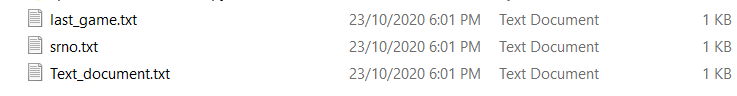 last_game.txt 23/10/2020 6:01 PM Text Document 1 KB
srno.txt 23/10/2020 6:01 PM Text Document 1 KB
Text_document.txt 23/10/2020 6:01 PM Text Document 1 KB